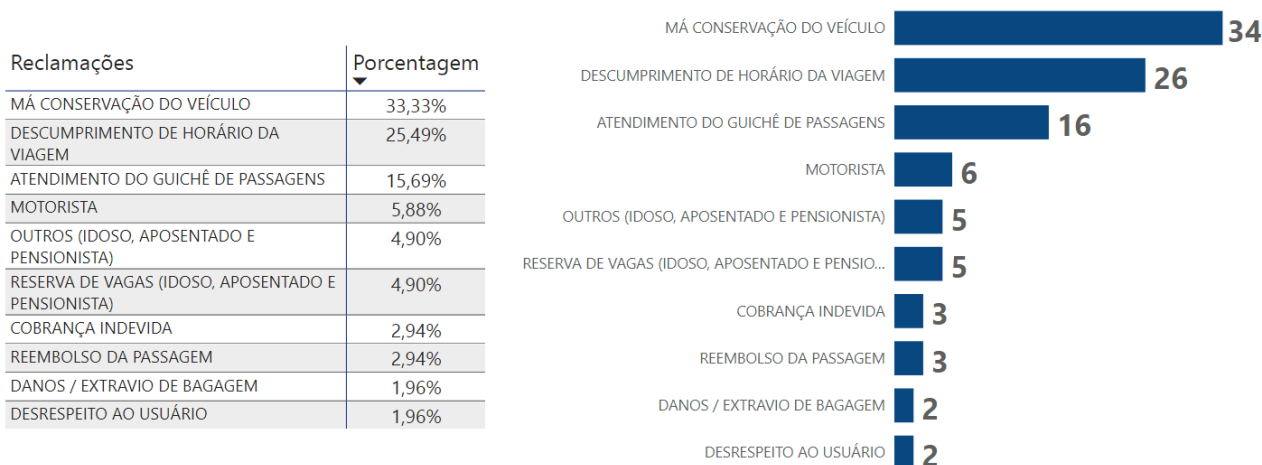 Reclamações Porcentagem
MÁ CONSERVAÇÃO DO VEÍCULO 33,33%
DESCUMPRIMENTO DE HORÁRIO DA
VIAGEM 25,49%
ATENDIMENTO DO GUICHÊ DE PASSAGENS 15,69%
MOTORISTA 5,88%
OUTROS (IDOSO, APOSENTADO E
PENSIONISTA) 4,90%
RESERVA DE VAGAS (IDOSO, APOSENTADO E
PENSIONISTA) 4,90%
COBRANÇA INDEVIDA 2,94%
REEMBOLSO DA PASSAGEM 2,94%
DANOS / EXTRAVIO DE BAGAGEM 1,96%
DESRESPEITO AO USUÁRIO 1,96%
MÁ CONSERVAÇÃO DO VEÍCULO 34
DESCUMPRIMENTO DE HORÁRIO DA VIAGEM 26
ATENDIMENTO DO GUICHÊ DE PASSAGENS 16
MOTORISTA 6
OUTROS (IDOSO, APOSENTADO E PENSIONISTA) 5
RESERVA DE VAGAS (IDOSO, APOSENTADO E PENSIO... 5
COBRANÇA INDEVIDA 3
REEMBOLSO DA PASSAGEM 3
DANOS / EXTRAVIO DE BAGAGEM 2
DESRESPEITO AO USUÁRIO 2